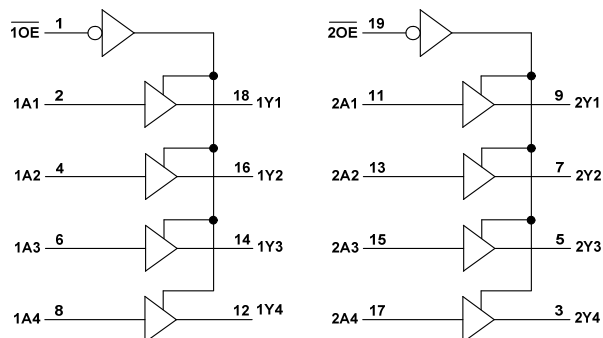 1OE 1 2OE 19
1A1 2 18 1Y1 2A1 11 9 2Y1
1A2 4 16 1Y2 2A2 13 7 2Y2
1A3 6 14 1Y3 2A3 15 5 2Y3
1A4 8 12 1Y4 2A4 17 3 2Y4